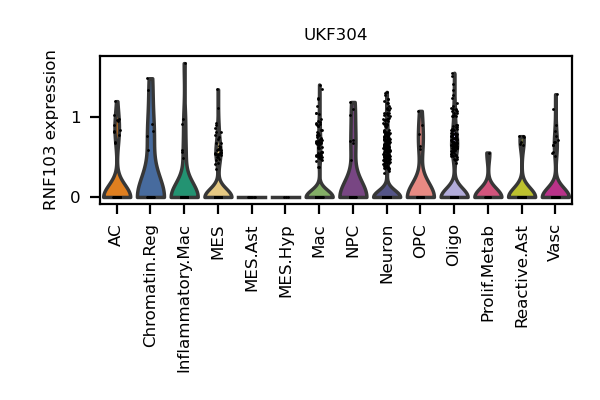 UKF304
RNF103 expression
1
0
AC
Chromatin.Reg
Inflammatory.Mac
MES
MES.Ast
MES.Hyp
Mac
NPC
Neuron
OPC
Oligo
Prolif.Metab
Reactive.Ast
Vasc